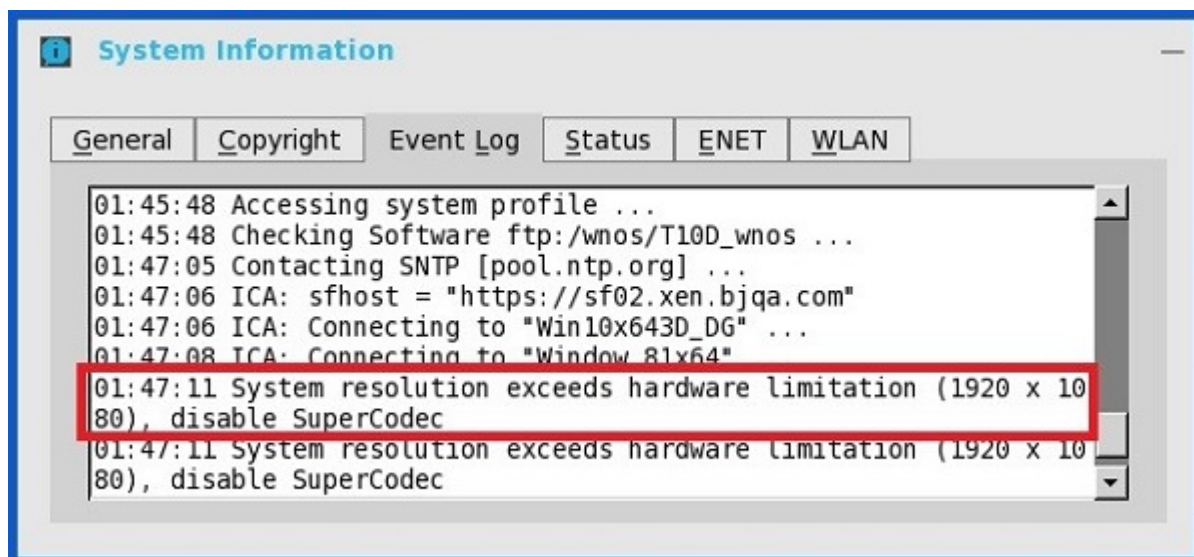 System Information
General Copyright Event Log Status ENET WLAN
01:45:48 Accessing system profile ...
01:45:48 Checking Software ftp:/wnos/T10D_wnos ...
01:47:05 Contacting SNTP [pool.ntp.org] ...
01:47:06 ICA: sfhost = "https://sf02.xen.bjqa.com"
01:47:06 ICA: Connecting to "Win10x643D_DG" ...
01:47:08 ICA: Connecting to "Window 81x64"
01:47:11 System resolution exceeds hardware limitation (1920 x 10
80), disable SuperCodec
01:47:11 System resolution exceeds hardware limitation (1920 x 10
80), disable SuperCodec